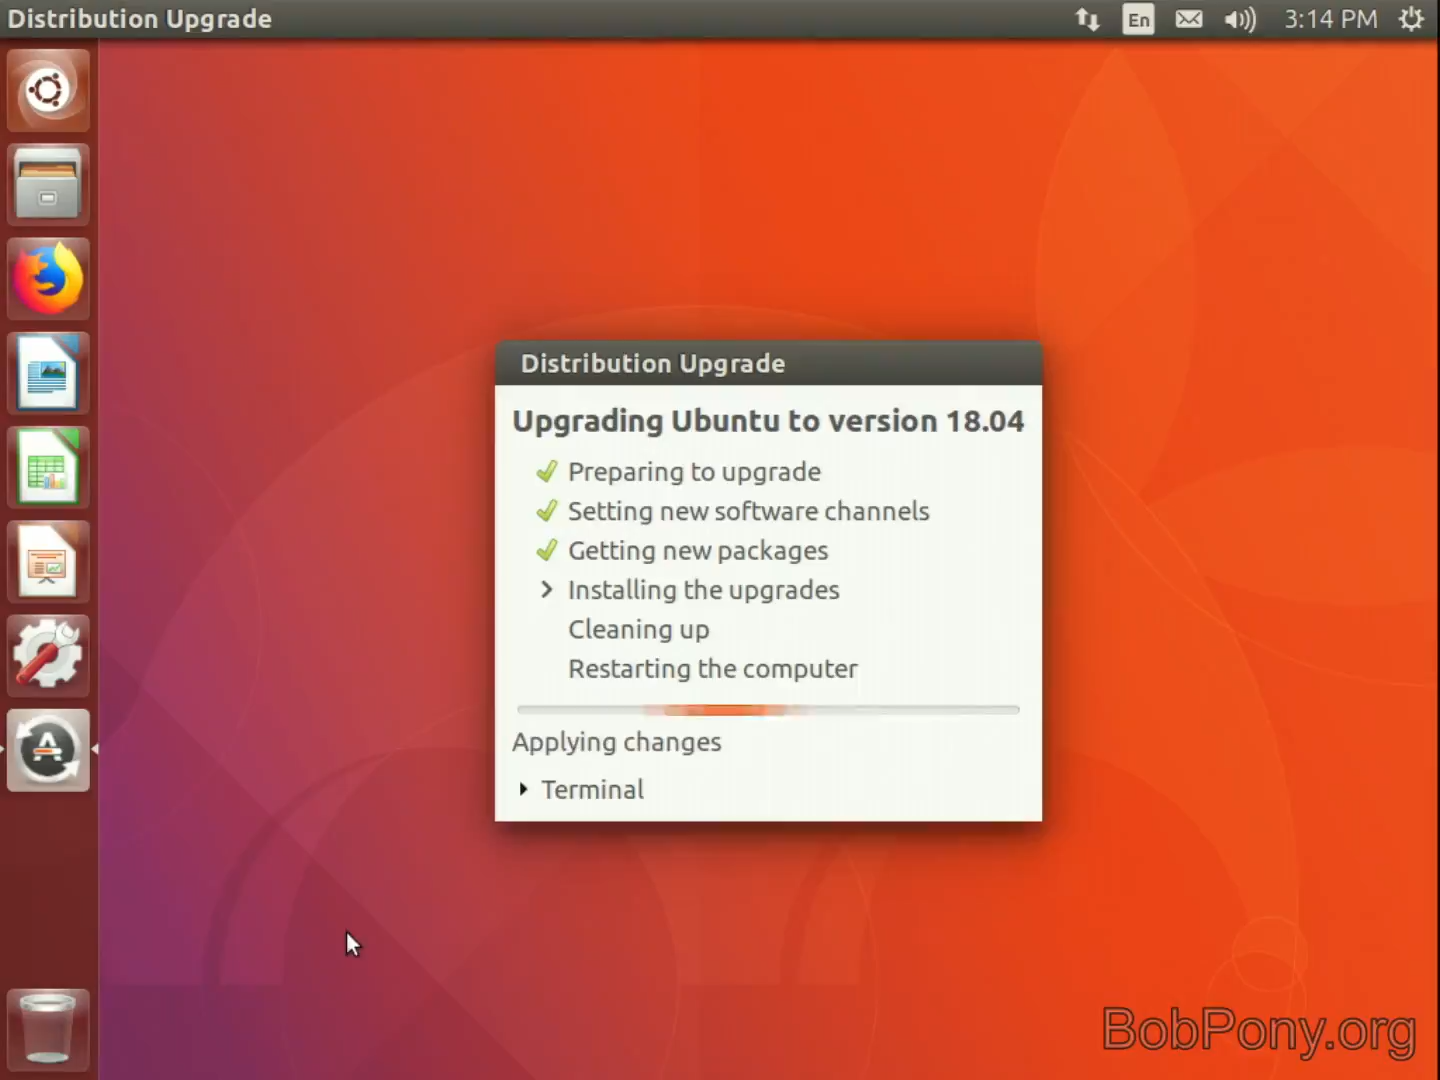 Distribution Upgrade
En
3:14 PM
Distribution Upgrade
Upgrading Ubuntu to version 18.04
Preparing to upgrade
Setting new software channels
Getting new packages
Installing the upgrades
Cleaning up
Restarting the computer
Applying changes
Terminal
BobPony.org